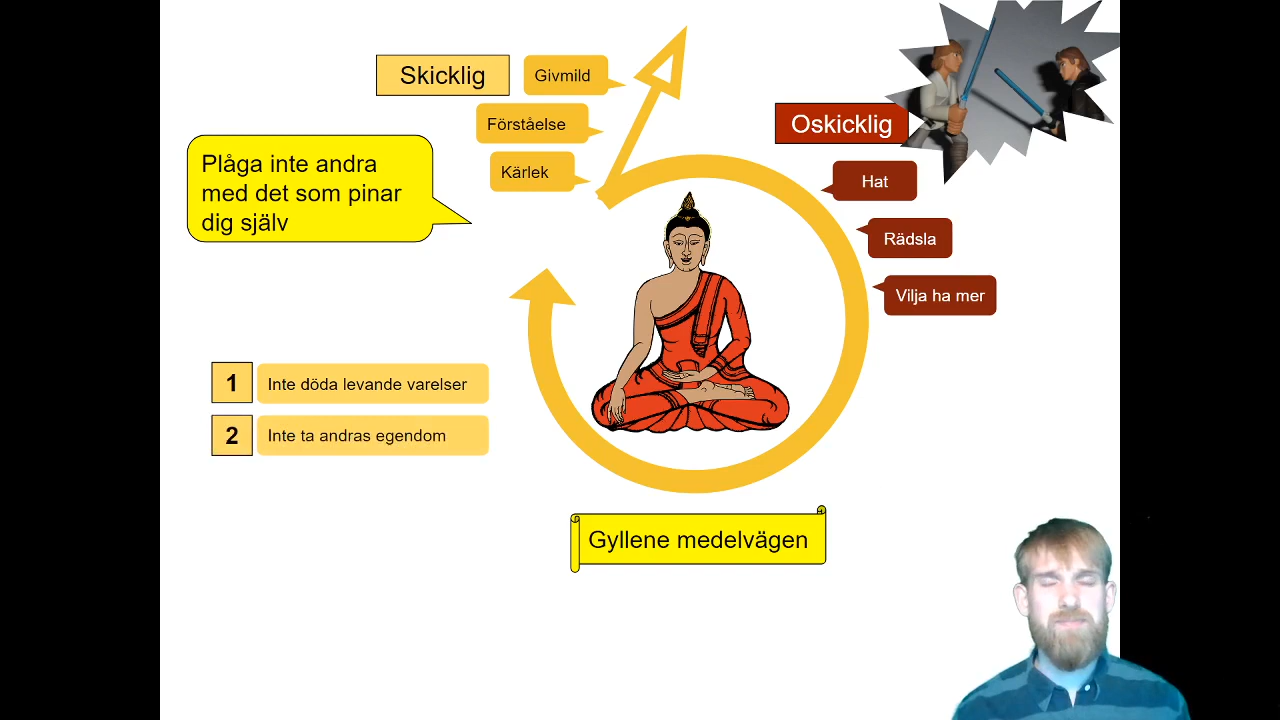 Skicklig
Givmild
Förståelse
Kärlek
Plåga inte andra
med det som pinar
dig själv
Oskicklig
Hat
Rädsla
Vilja ha mer
1
Inte döda levande varelser
2
Inte ta andras egendom
Gyllene medelvägen